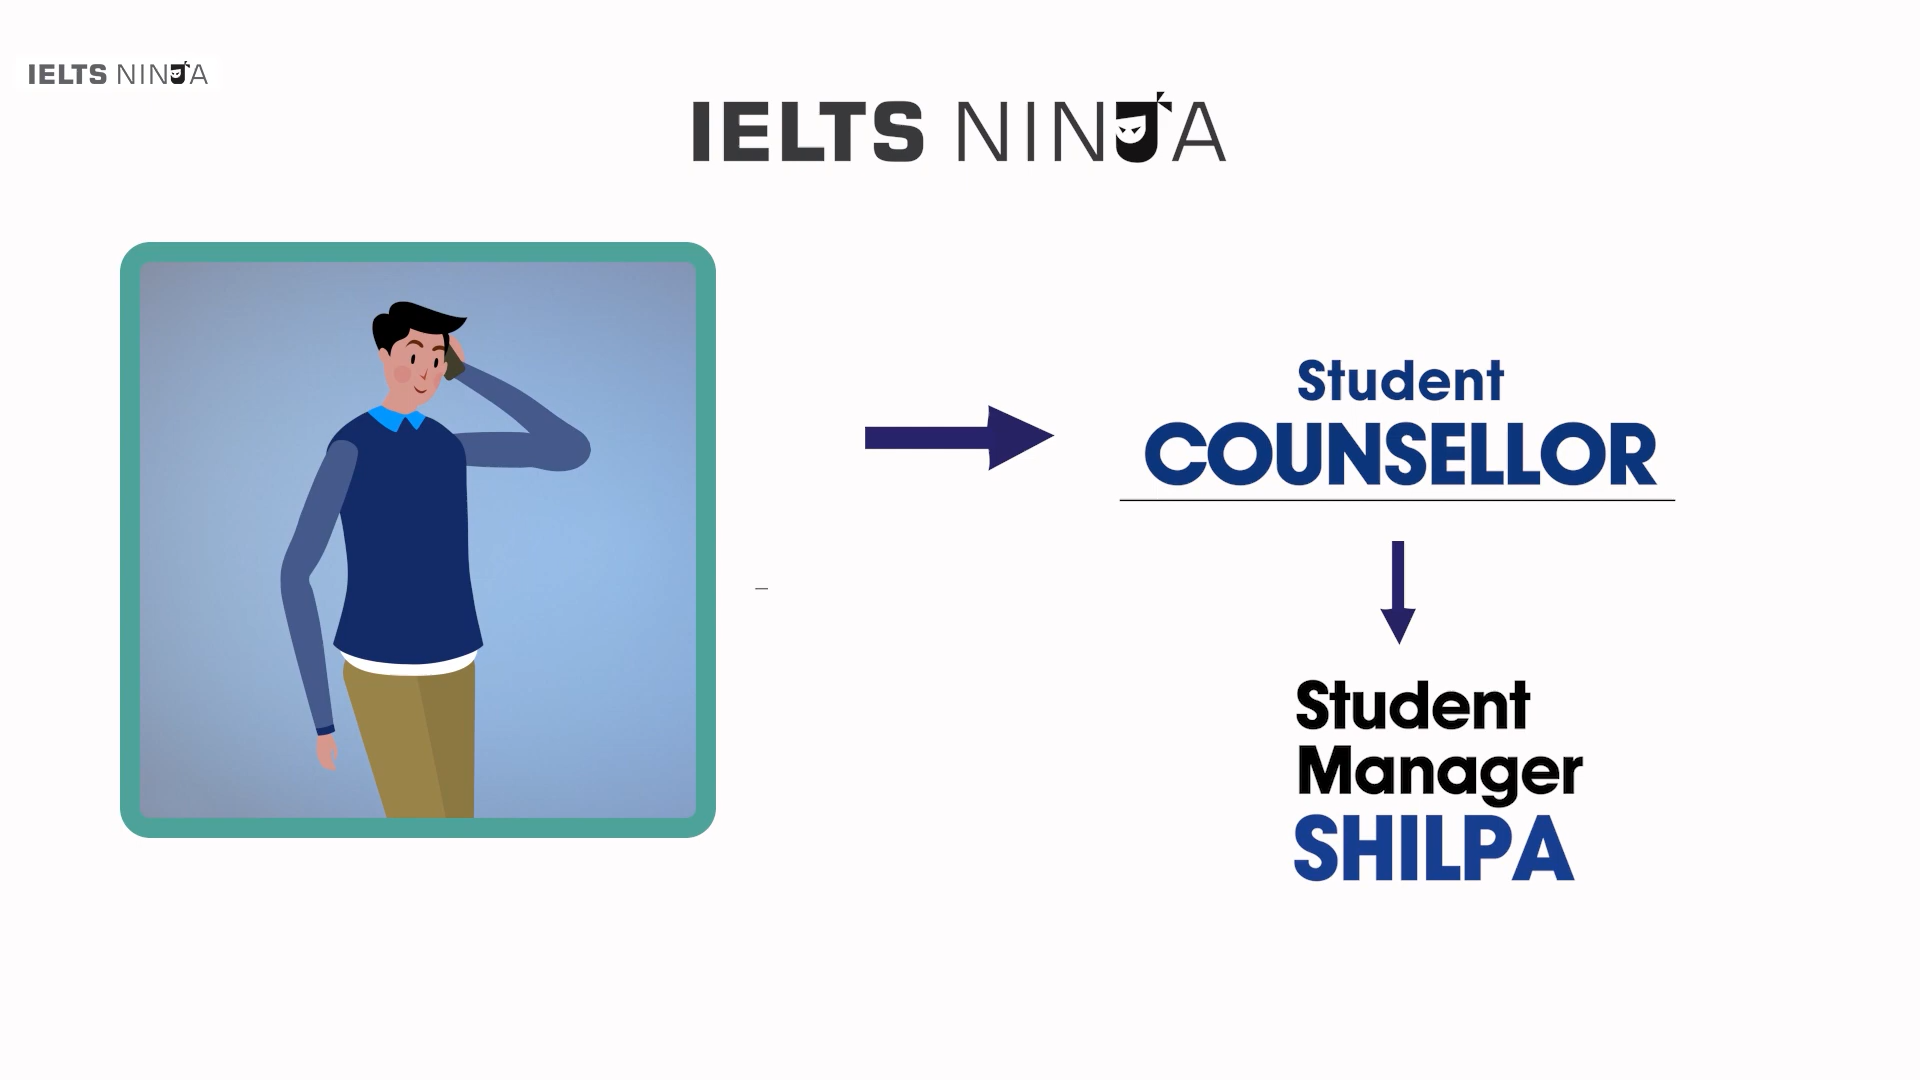 IELTS NINJA
IELTS NINJA
Student
COUNSELLOR
Student
Manager
SHILPA